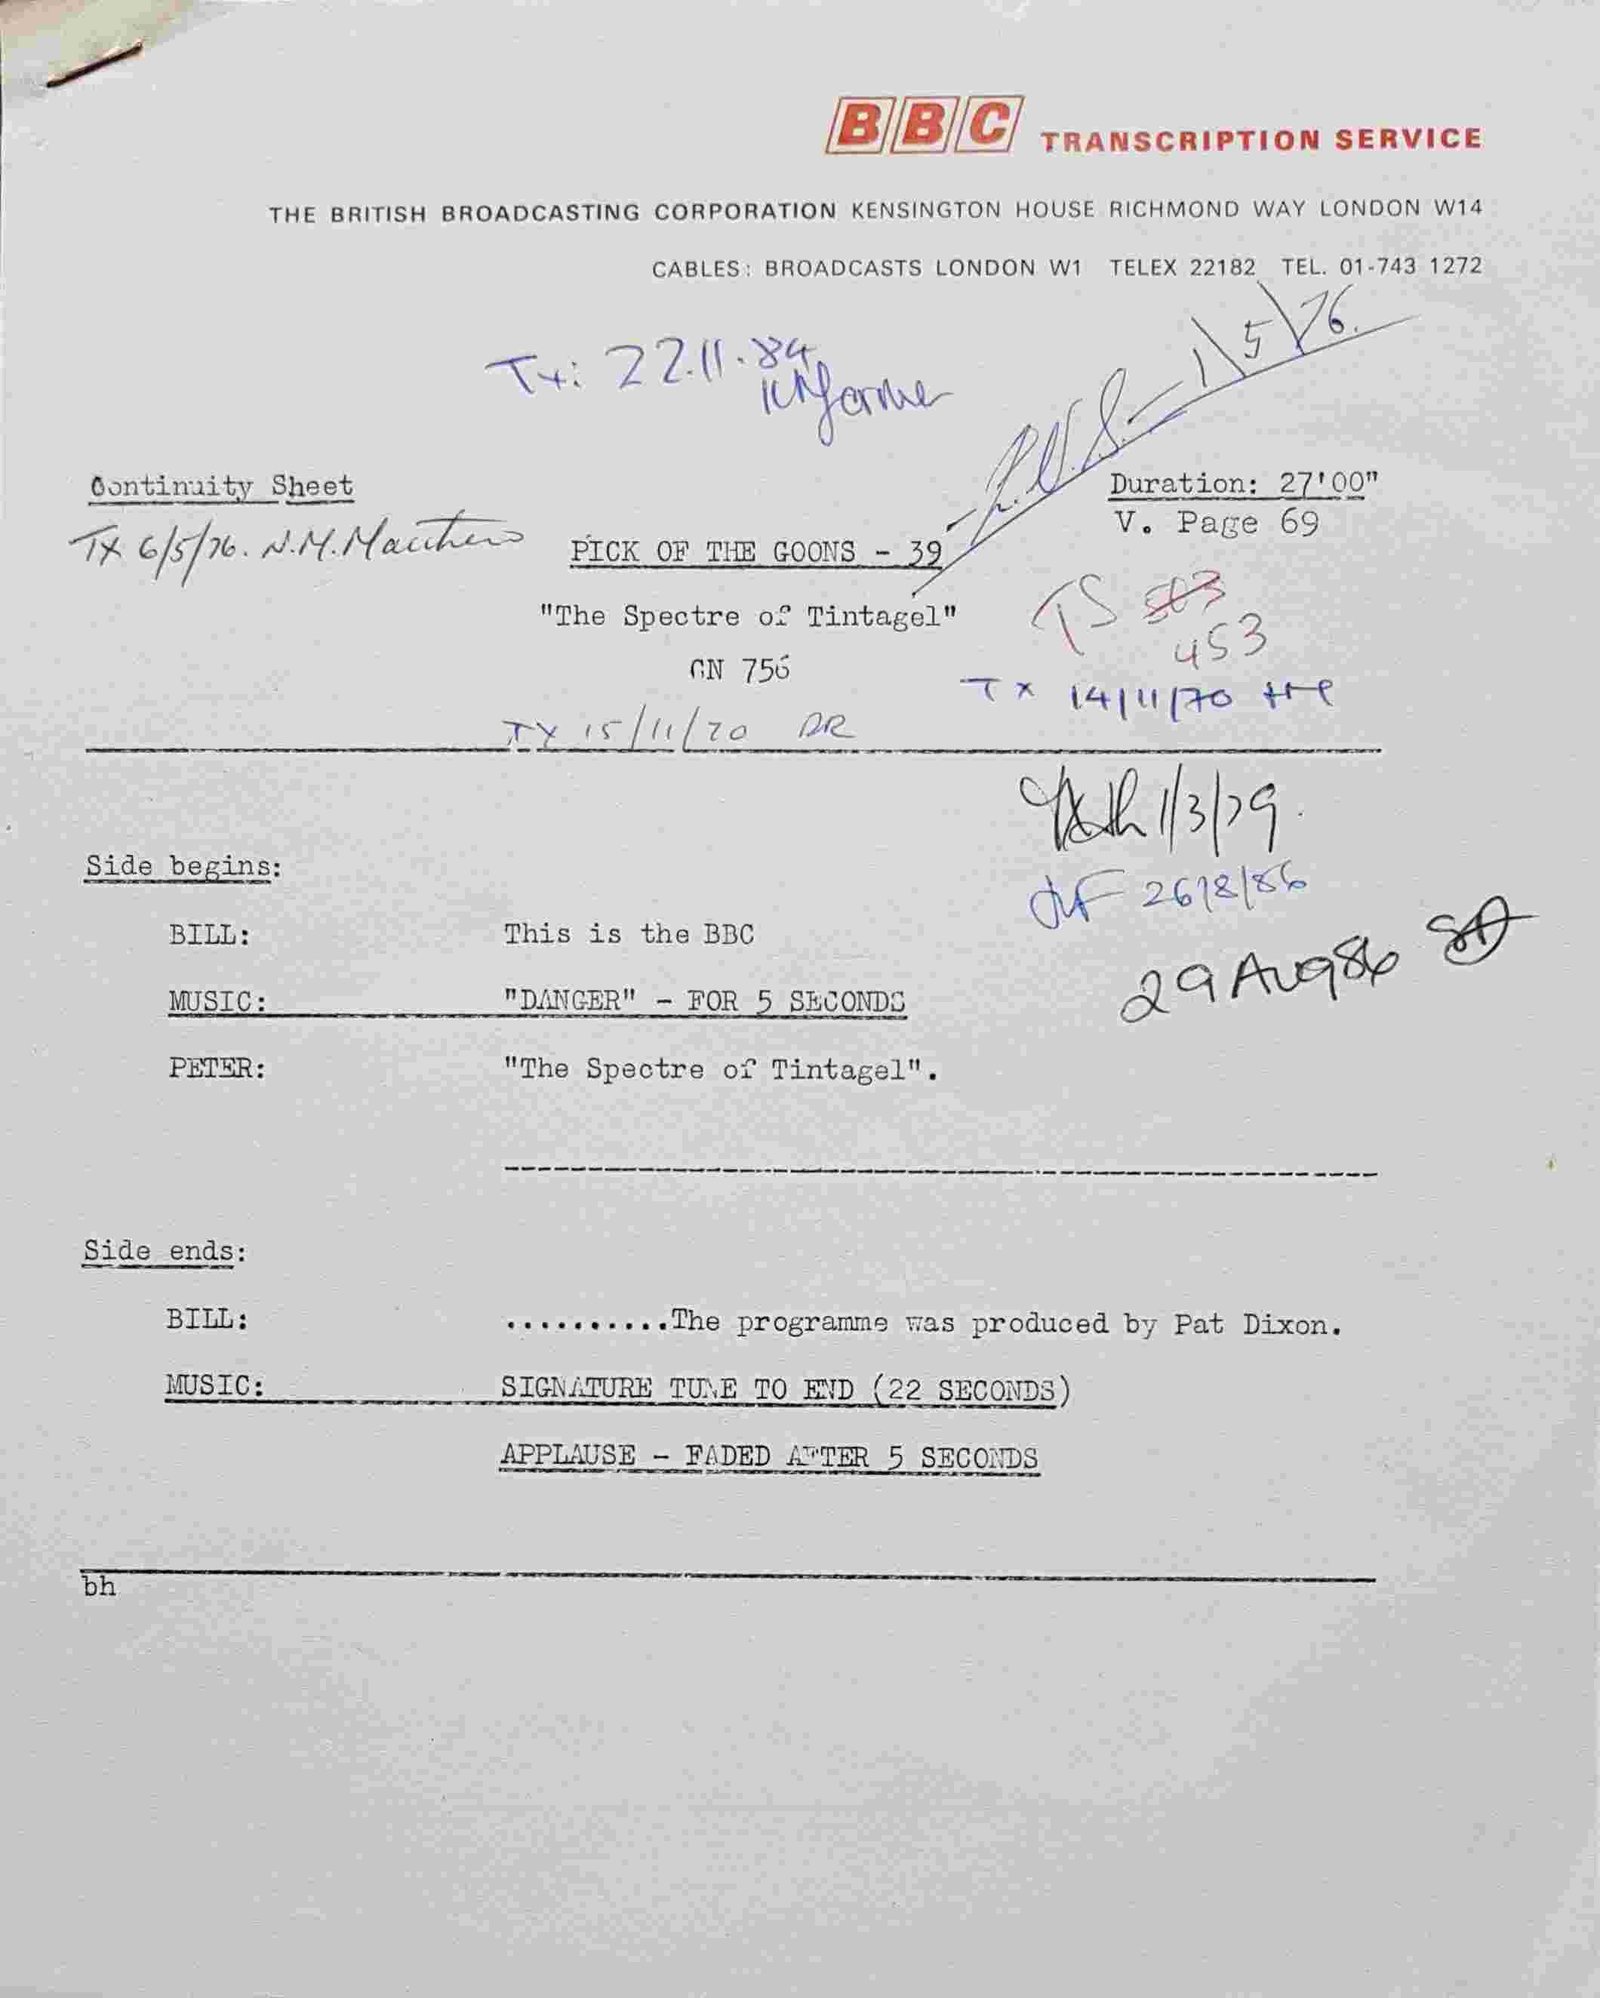 BBC TRANSCRIPTION SERVICE
THE BRITISH BROADCASTING CORPORATION KENSINGTON HOUSE RICHMOND WAY LONDON W14
CABLES: BROADCASTS LONDON W1 TELEX 22182 TEL. 01-743 1272
Tx: 22.11.84
1/5/76.
Continuity Sheet
Duration: 27'00"
V. Page 69
TX 6/5/76. N.M. Matthews
PICK OF THE GOONS - 39
"The Spectre of Tintagel"
TS 503
453
GN 756
TX 14/11/70
TX 15/11/70 DR
1/3/79.
Side begins:
26/8/86
BILL: This is the BBC
29 Aug 86
MUSIC: "DANGER" - FOR 5 SECONDS
PETER: "The Spectre of Tintagel".
Side ends:
BILL: ..........The programme was produced by Pat Dixon.
MUSIC: SIGNATURE TUNE TO END (22 SECONDS)
APPLAUSE - FADED AFTER 5 SECONDS
bh